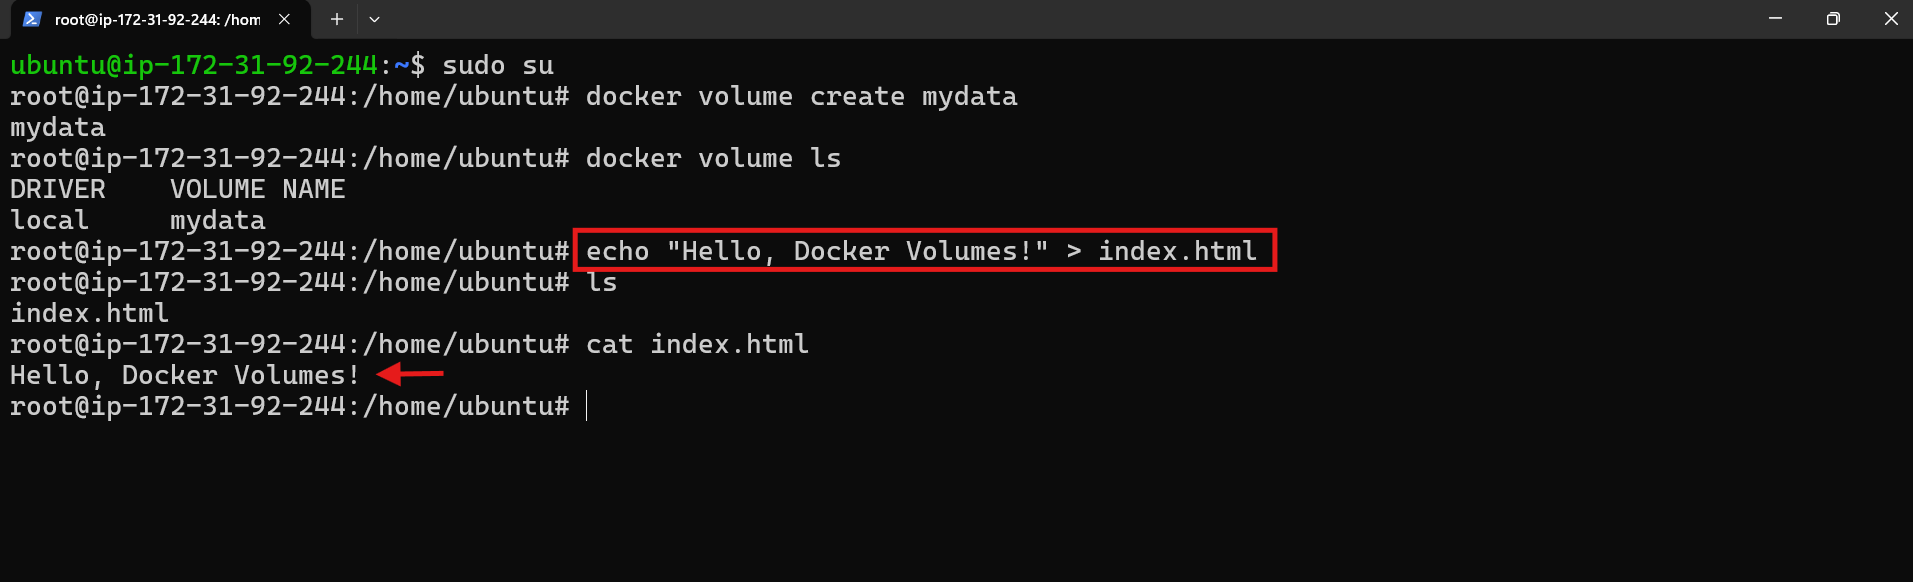 root@ip-172-31-92-244: /hom
ubuntu@ip-172-31-92-244:~$ sudo su
root@ip-172-31-92-244:/home/ubuntu# docker volume create mydata
mydata
root@ip-172-31-92-244:/home/ubuntu# docker volume ls
DRIVER    VOLUME NAME
local     mydata
root@ip-172-31-92-244:/home/ubuntu# echo "Hello, Docker Volumes!" > index.html
root@ip-172-31-92-244:/home/ubuntu# ls
index.html
root@ip-172-31-92-244:/home/ubuntu# cat index.html
Hello, Docker Volumes!
root@ip-172-31-92-244:/home/ubuntu#